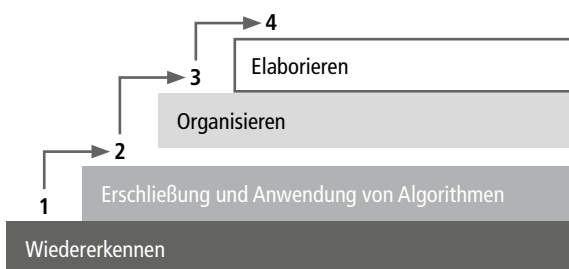 4
Elaborieren
3
Organisieren
2
Erschließung und Anwendung von Algorithmen
1
Wiedererkennen